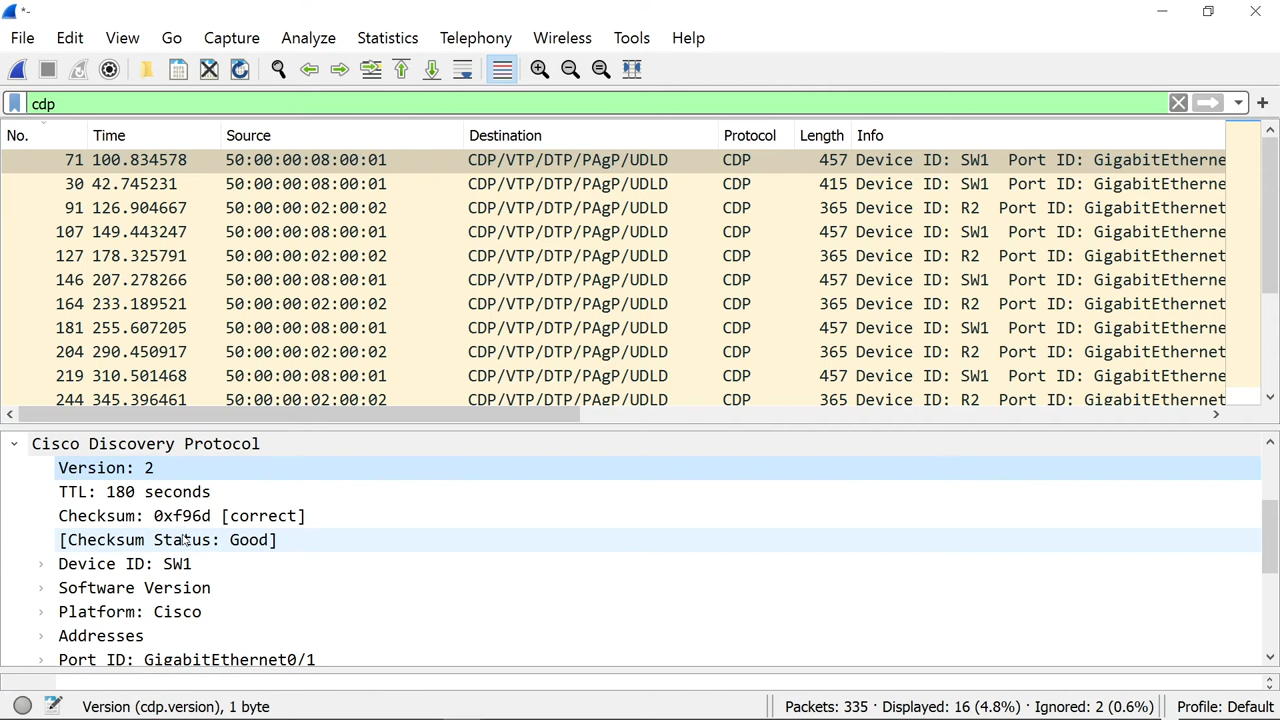 *-
File Edit View Go Capture Analyze Statistics Telephony Wireless Tools Help
cdp
No. Time Source Destination Protocol Length Info
71 100.834578 50:00:00:08:00:01 CDP/VTP/DTP/PAgP/UDLD CDP 457 Device ID: SW1 Port ID: GigabitEtherne
30 42.745231 50:00:00:08:00:01 CDP/VTP/DTP/PAgP/UDLD CDP 415 Device ID: SW1 Port ID: GigabitEtherne
91 126.904667 50:00:00:02:00:02 CDP/VTP/DTP/PAgP/UDLD CDP 365 Device ID: R2 Port ID: GigabitEthernet
107 149.443247 50:00:00:08:00:01 CDP/VTP/DTP/PAgP/UDLD CDP 457 Device ID: SW1 Port ID: GigabitEtherne
127 178.325791 50:00:00:02:00:02 CDP/VTP/DTP/PAgP/UDLD CDP 365 Device ID: R2 Port ID: GigabitEthernet
146 207.278266 50:00:00:08:00:01 CDP/VTP/DTP/PAgP/UDLD CDP 457 Device ID: SW1 Port ID: GigabitEtherne
164 233.189521 50:00:00:02:00:02 CDP/VTP/DTP/PAgP/UDLD CDP 365 Device ID: R2 Port ID: GigabitEthernet
181 255.607205 50:00:00:08:00:01 CDP/VTP/DTP/PAgP/UDLD CDP 457 Device ID: SW1 Port ID: GigabitEtherne
204 290.450917 50:00:00:02:00:02 CDP/VTP/DTP/PAgP/UDLD CDP 365 Device ID: R2 Port ID: GigabitEthernet
219 310.501468 50:00:00:08:00:01 CDP/VTP/DTP/PAgP/UDLD CDP 457 Device ID: SW1 Port ID: GigabitEtherne
244 345.396461 50:00:00:02:00:02 CDP/VTP/DTP/PAgP/UDLD CDP 365 Device ID: R2 Port ID: GigabitEthernet
Cisco Discovery Protocol
Version: 2
TTL: 180 seconds
Checksum: 0xf96d [correct]
[Checksum Status: Good]
Device ID: SW1
Software Version
Platform: Cisco
Addresses
Port ID: GigabitEthernet0/1
Version (cdp.version), 1 byte Packets: 335 · Displayed: 16 (4.8%) · Ignored: 2 (0.6%) Profile: Default